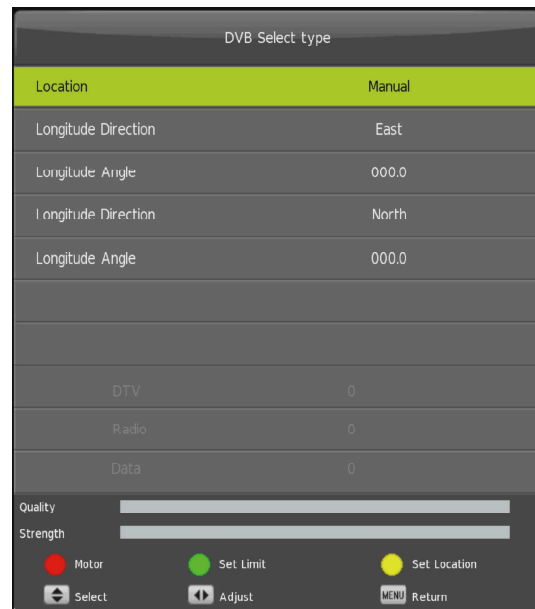 DVB Select type
Location Manual
Longitude Direction East
Longitude Angle 000.0
Longitude Direction North
Longitude Angle 000.0
DTV 0
Radio 0
Data 0
Quality
Strength
Motor Set Limit Set Location
Select Adjust MENU Return